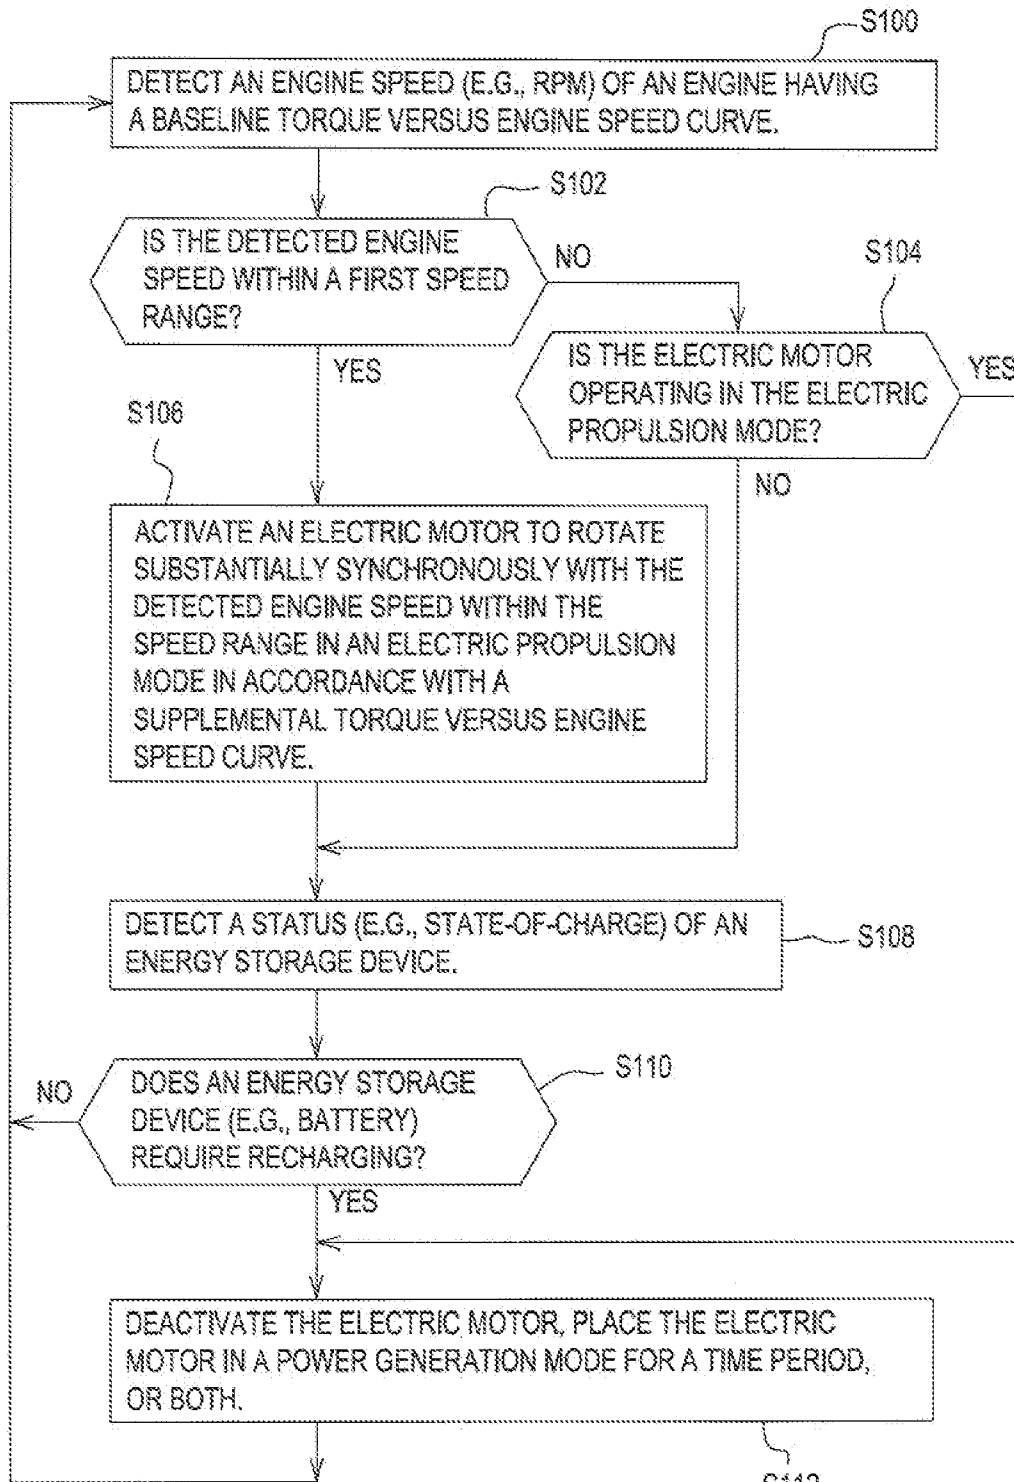 S100
DETECT AN ENGINE SPEED (E.G., RPM) OF AN ENGINE HAVING
A BASELINE TORQUE VERSUS ENGINE SPEED CURVE.
S102
IS THE DETECTED ENGINE
SPEED WITHIN A FIRST SPEED
RANGE?
NO
S104
IS THE ELECTRIC MOTOR
OPERATING IN THE ELECTRIC
PROPULSION MODE?
YES
YES
NO
S106
ACTIVATE AN ELECTRIC MOTOR TO ROTATE
SUBSTANTIALLY SYNCHRONOUSLY WITH THE
DETECTED ENGINE SPEED WITHIN THE
SPEED RANGE IN AN ELECTRIC PROPULSION
MODE IN ACCORDANCE WITH A
SUPPLEMENTAL TORQUE VERSUS ENGINE
SPEED CURVE.
DETECT A STATUS (E.G., STATE-OF-CHARGE) OF AN
ENERGY STORAGE DEVICE.
S108
DOES AN ENERGY STORAGE
DEVICE (E.G., BATTERY)
REQUIRE RECHARGING?
S110
NO
YES
DEACTIVATE THE ELECTRIC MOTOR, PLACE THE ELECTRIC
MOTOR IN A POWER GENERATION MODE FOR A TIME PERIOD,
OR BOTH.